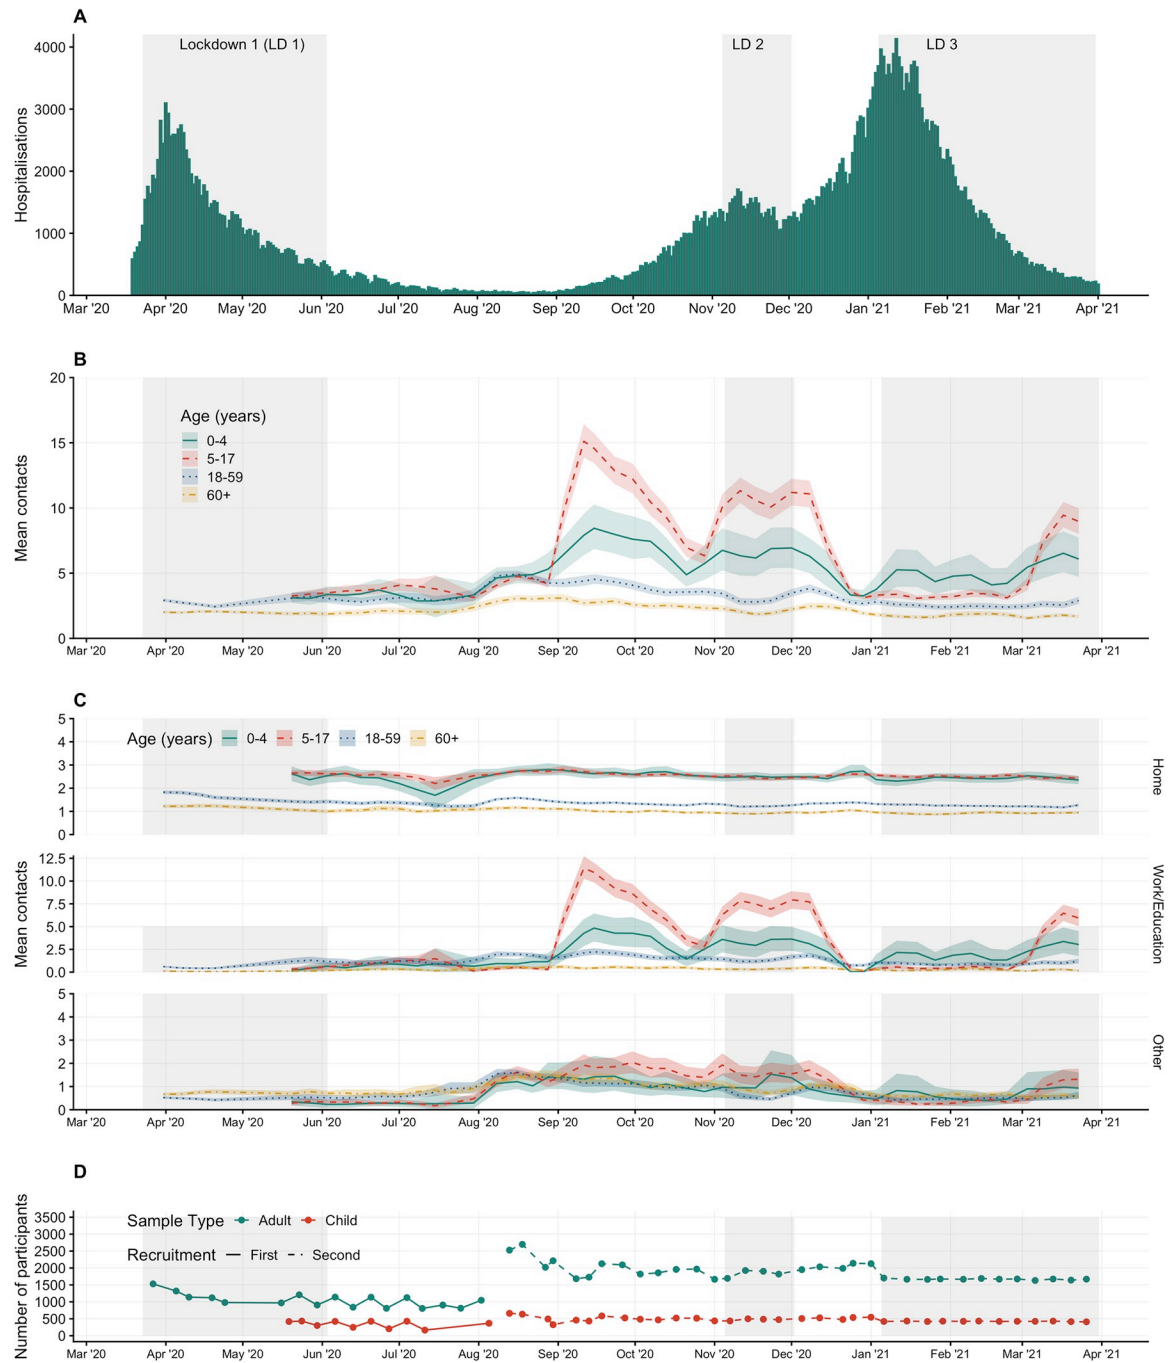 A
Lockdown 1 (LD 1)
LD 2
LD 3
Hospitalisations
4000
3000
2000
1000
0
Mar '20 Apr '20 May '20 Jun '20 Jul '20 Aug '20 Sep '20 Oct '20 Nov '20 Dec '20 Jan '21 Feb '21 Mar '21 Apr '21
B
Mean contacts
20
15
10
5
0
Age (years)
0-4
5-17
18-59
60+
Mar '20 Apr '20 May '20 Jun '20 Jul '20 Aug '20 Sep '20 Oct '20 Nov '20 Dec '20 Jan '21 Feb '21 Mar '21 Apr '21
C
Age (years) 0-4 5-17 18-59 60+
5
4
3
2
1
0
Home
Mean contacts
12.5
10.0
7.5
5.0
2.5
0.0
Work/Education
5
4
3
2
1
0
Other
Mar '20 Apr '20 May '20 Jun '20 Jul '20 Aug '20 Sep '20 Oct '20 Nov '20 Dec '20 Jan '21 Feb '21 Mar '21 Apr '21
D
Number of participants
3500
3000
2500
2000
1500
1000
500
0
Sample Type Adult Child
Recruitment First Second
Mar '20 Apr '20 May '20 Jun '20 Jul '20 Aug '20 Sep '20 Oct '20 Nov '20 Dec '20 Jan '21 Feb '21 Mar '21 Apr '21